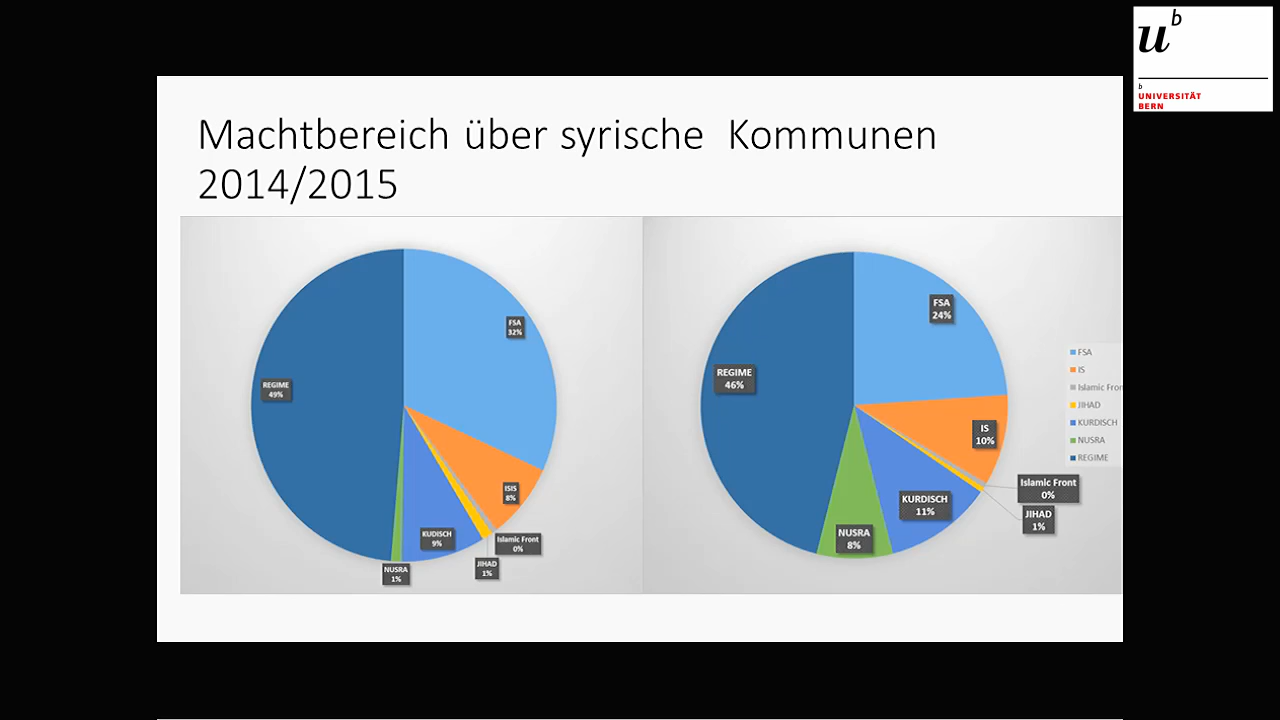 u
b
b
UNIVERSITÄT
BERN
Machtbereich über syrische Kommunen
2014/2015
FSA
32%
REGIME
49%
ISIS
8%
KUDISCH
9%
Islamic Front
0%
JIHAD
1%
NUSRA
1%
FSA
24%
REGIME
46%
IS
10%
Islamic Front
0%
KURDISCH
11%
JIHAD
1%
NUSRA
8%
FSA
IS
Islamic Fron
JIHAD
KURDISCH
NUSRA
REGIME